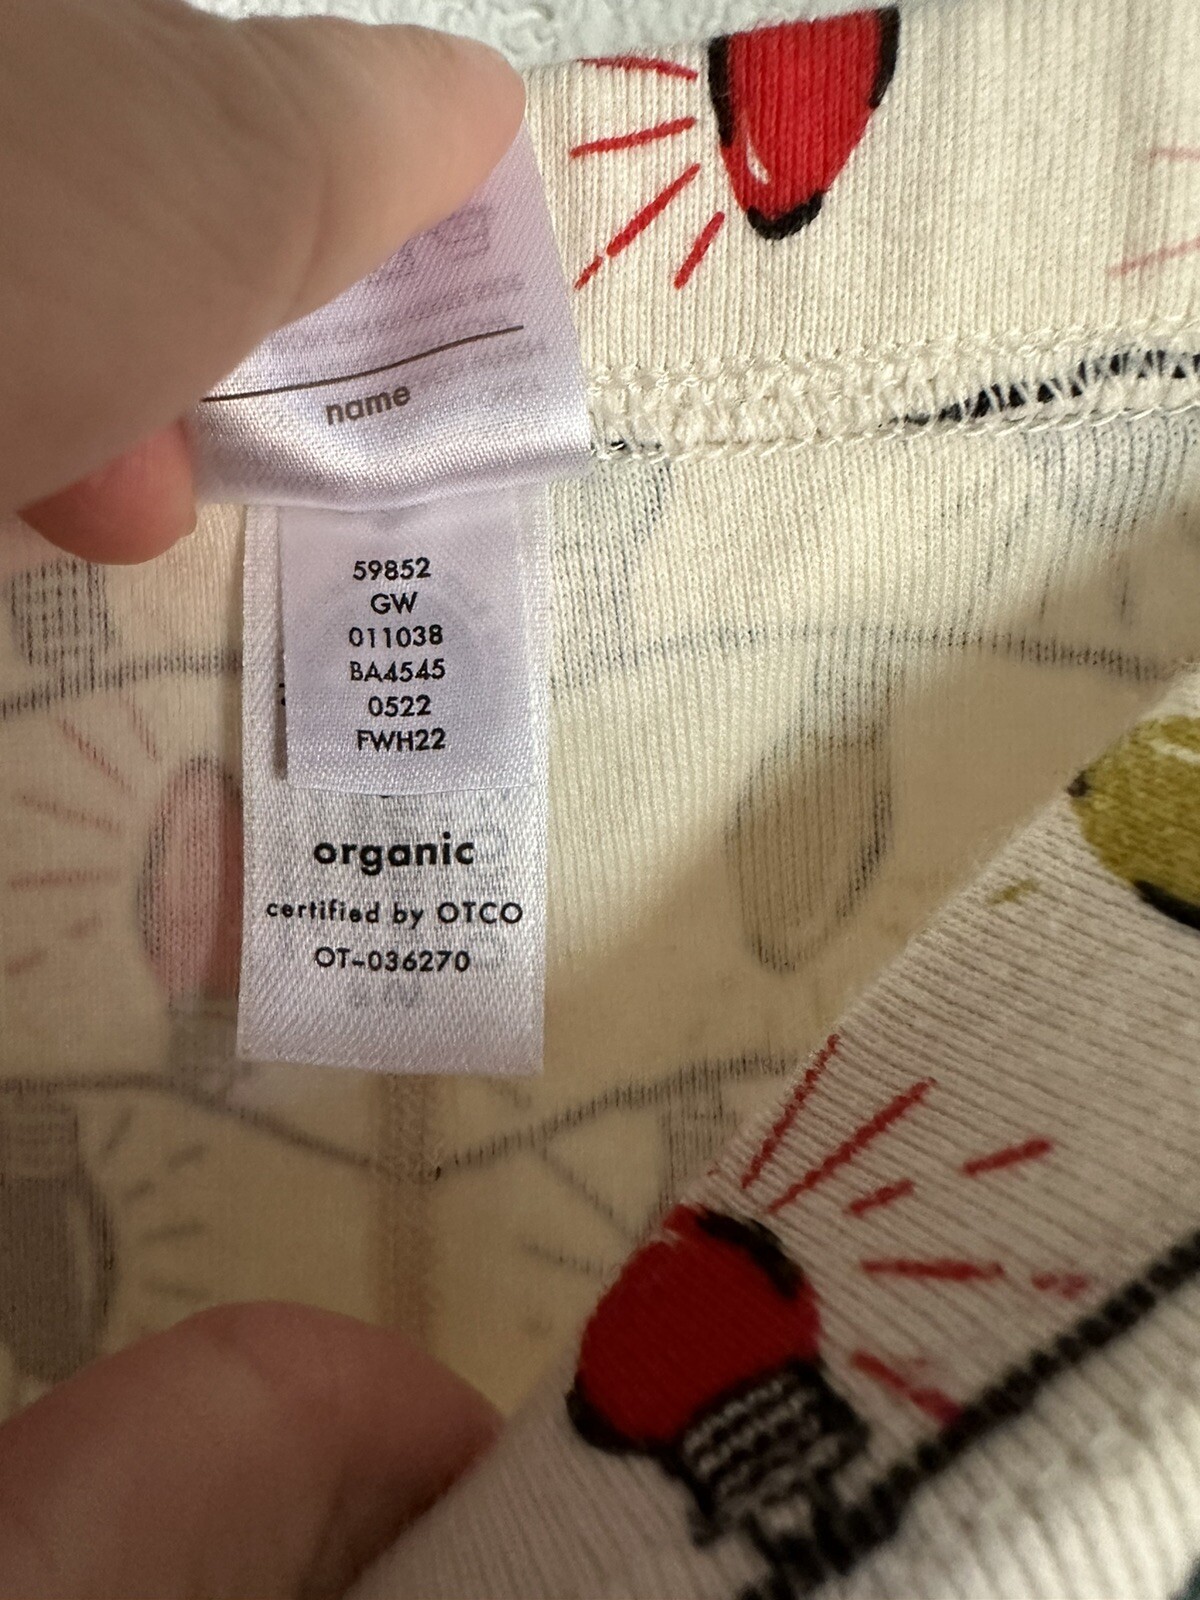 name
59852
GW
011038
BA4545
0522
FWH22
organic
certified by OTCO
OT-036270